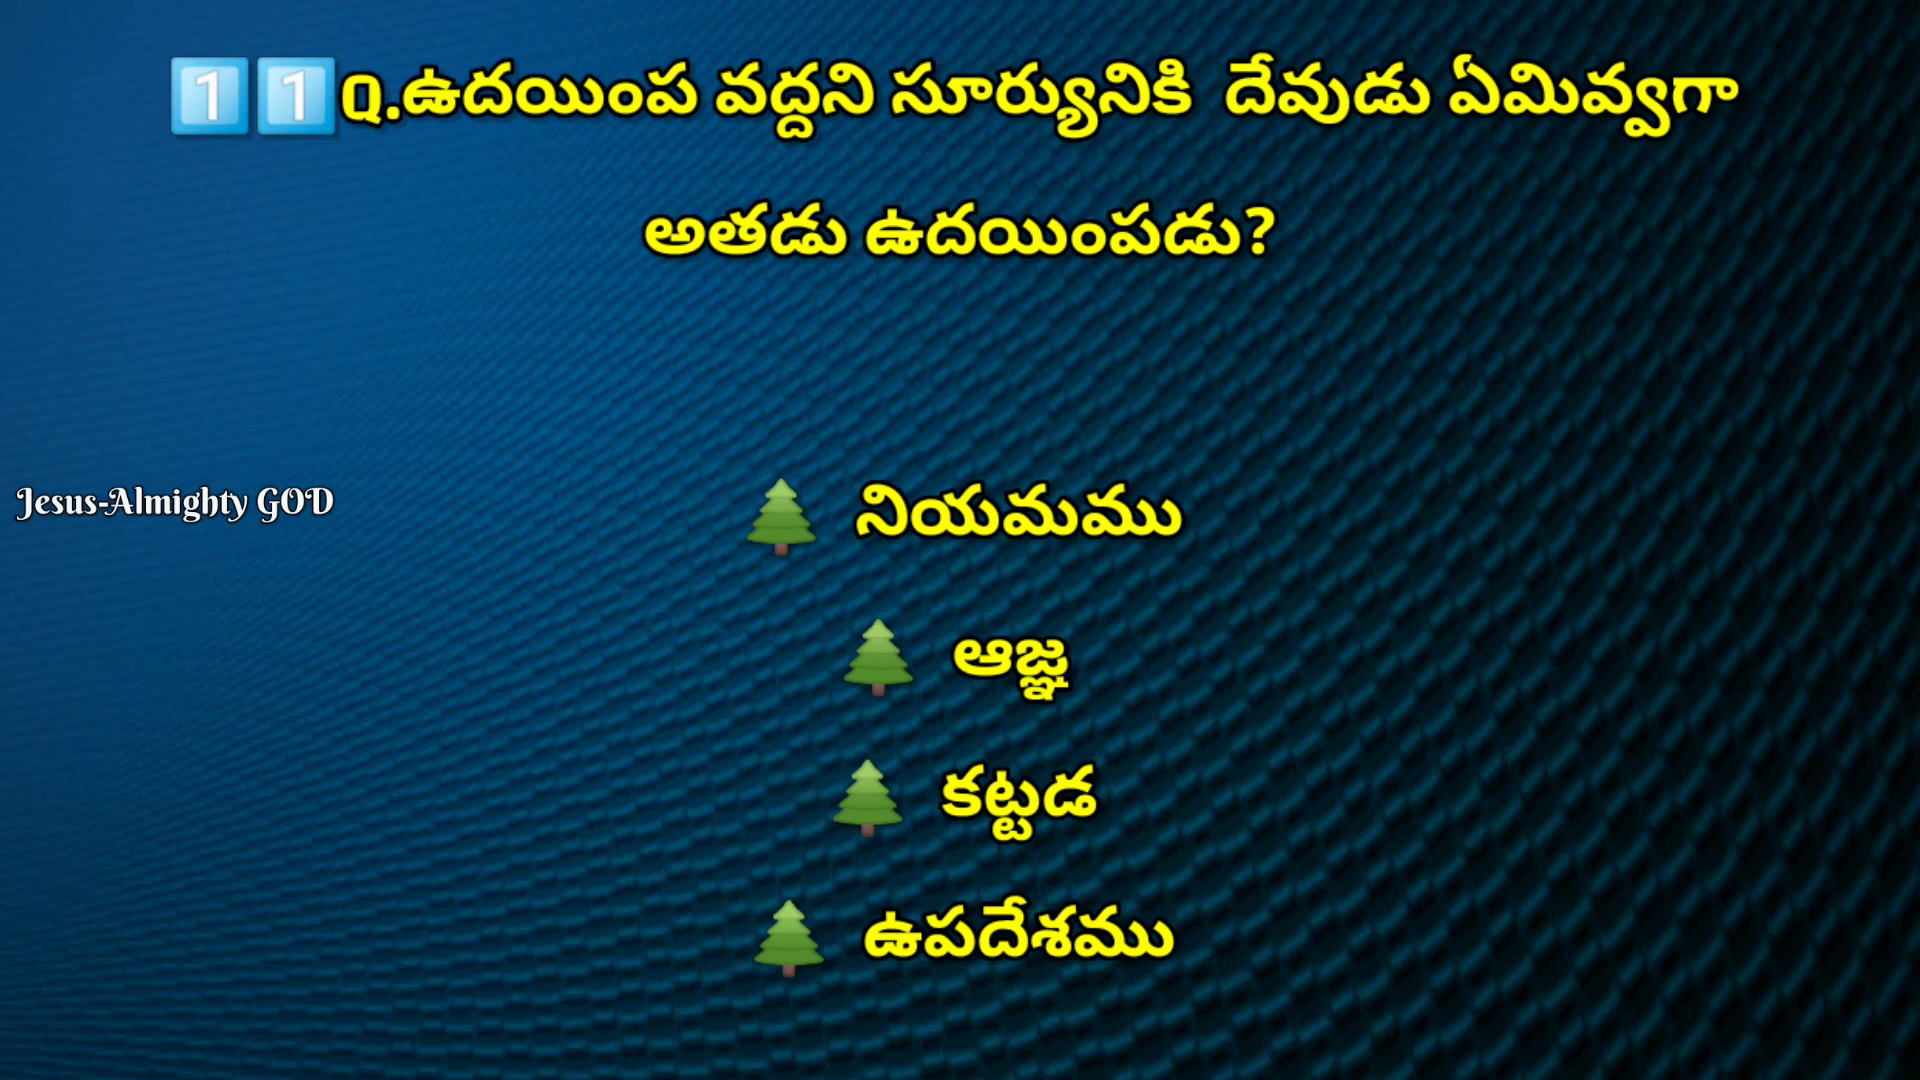 1️⃣1️⃣Q.ఉదయింప వద్దని సూర్యునికి దేవుడు ఏమివ్వగా
అతడు ఉదయింపడు?
Jesus-Almighty GOD
🌲 నియమము
🌲 ఆజ్ఞ
🌲 కట్టడ
🌲 ఉపదేశము